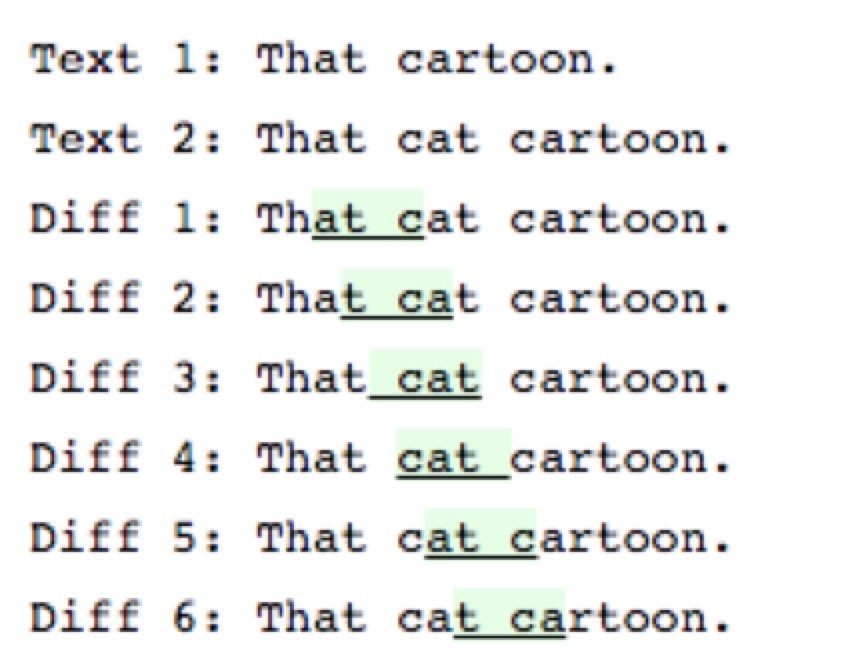 Text 1: That cartoon.
Text 2: That cat cartoon.
Diff 1: That cat cartoon.
Diff 2: That cat cartoon.
Diff 3: That cat cartoon.
Diff 4: That cat cartoon.
Diff 5: That cat cartoon.
Diff 6: That cat cartoon.